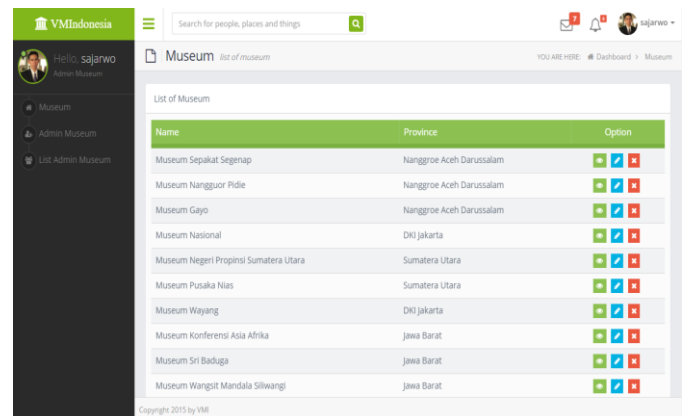 VMIndonesia
Search for people, places and things
7
sajarwo
Hello, sajarwo
Admin Museum
Museum
Admin Museum
List Admin Museum
Museum list of museum
YOU ARE HERE: Dashboard > Museum
List of Museum
Name Province Option
Museum Sepakat Segenap Nanggroe Aceh Darussalam
Museum Nangguor Pidie Nanggroe Aceh Darussalam
Museum Gayo Nanggroe Aceh Darussalam
Museum Nasional DKI Jakarta
Museum Negeri Propinsi Sumatera Utara Sumatera Utara
Museum Pusaka Nias Sumatera Utara
Museum Wayang DKI Jakarta
Museum Konferensi Asia Afrika Jawa Barat
Museum Sri Baduga Jawa Barat
Museum Wangsit Mandala Siliwangi Jawa Barat
Copyright 2015 by VMI